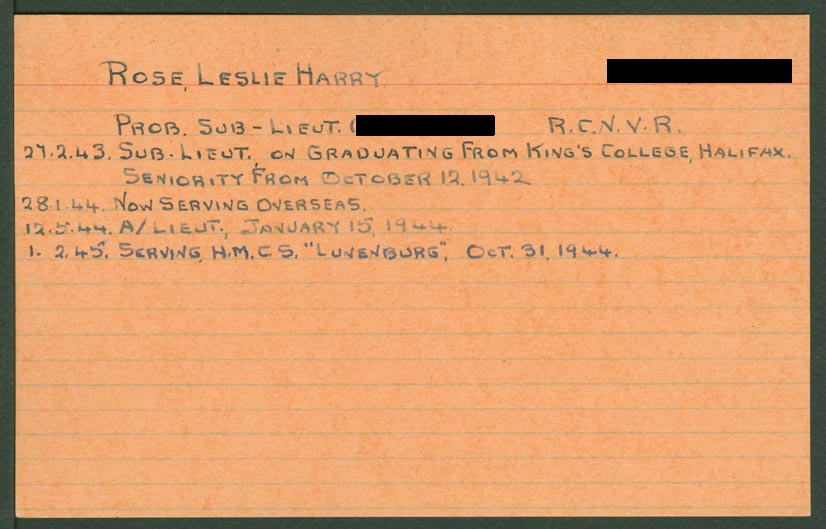 ROSE, LESLIE HARRY
PROB. SUB-LIEUT. ( R.C.N.V.R.
27.2.43. SUB-LIEUT., ON GRADUATING FROM KING'S COLLEGE, HALIFAX.
SENIORITY FROM OCTOBER 12, 1942
28.1.44. NOW SERVING OVERSEAS.
12.5.44. A/LIEUT., JANUARY 15, 1944.
1. 2.45. SERVING, H.M.C.S. "LUNENBURG", OCT. 31, 1944.